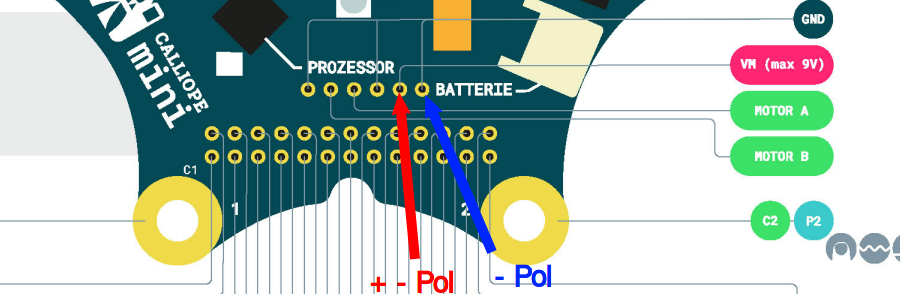 GND
CALLIOPE
mini
PROZESSOR
VM (max 9V)
BATTERIE
MOTOR A
MOTOR B
C1
1
2
C2
P2
+ - Pol
- Pol